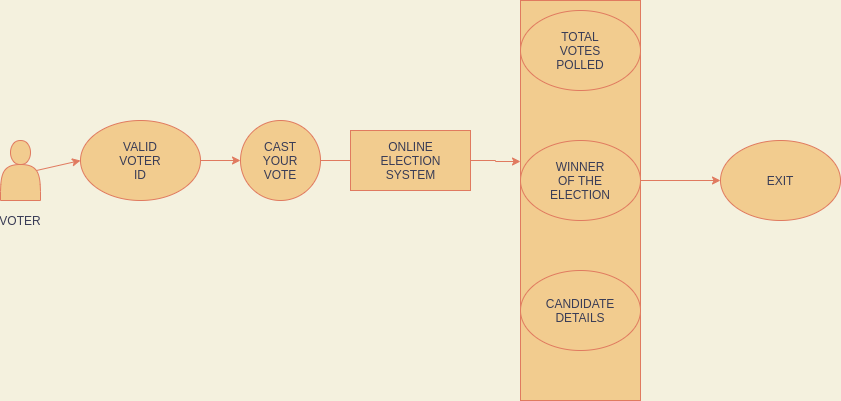 VOTER
VALID
VOTER
ID
CAST
YOUR
VOTE
ONLINE
ELECTION
SYSTEM
TOTAL
VOTES
POLLED
WINNER
OF THE
ELECTION
CANDIDATE
DETAILS
EXIT